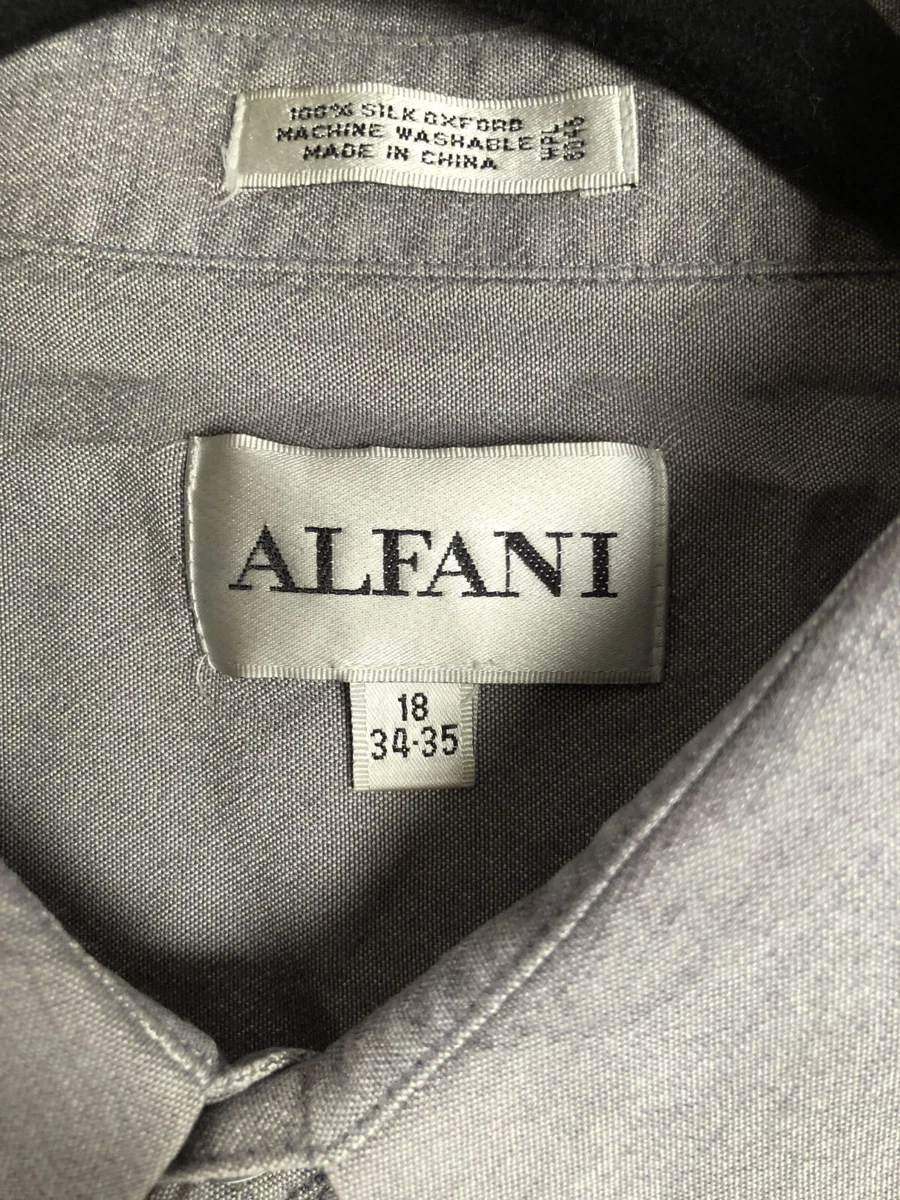 100% SILK OXFORD
MACHINE WASHABLE
MADE IN CHINA
ALFANI
18
34-35